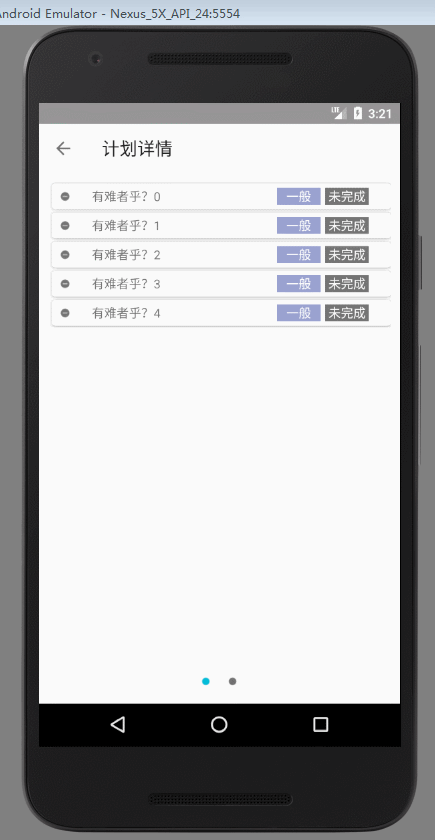 Android Emulator - Nexus_5X_API_24:5554
LTE 3:21
计划详情
有难者乎? 0 一般 未完成
有难者乎? 1 一般 未完成
有难者乎? 2 一般 未完成
有难者乎? 3 一般 未完成
有难者乎? 4 一般 未完成